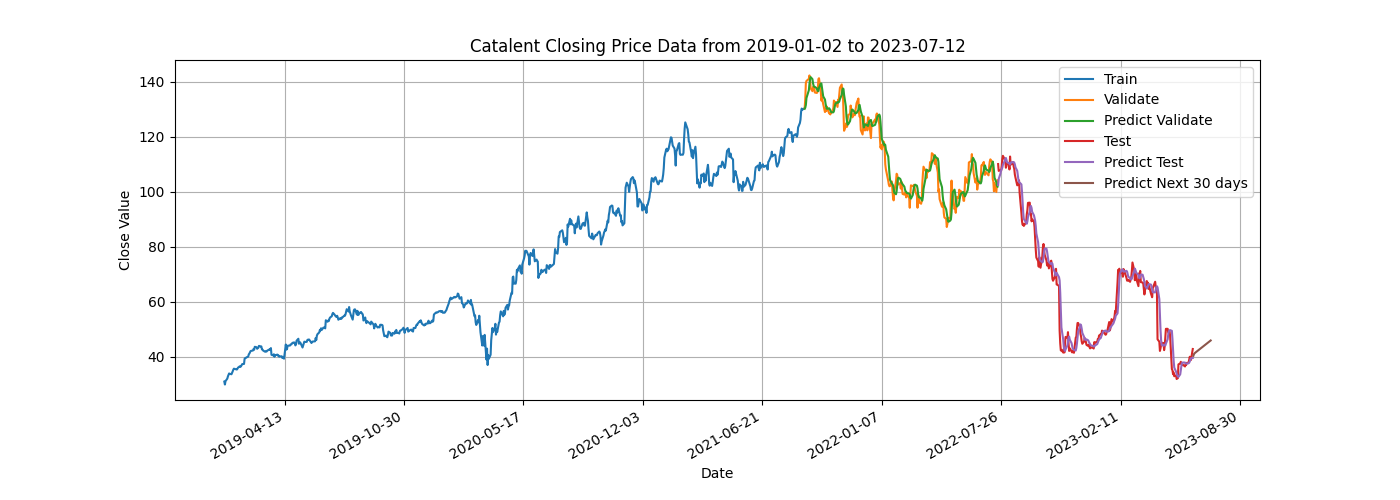 Catalent Closing Price Data from 2019-01-02 to 2023-07-12
Close Value
140
120
100
80
60
40
Train
Validate
Predict Validate
Test
Predict Test
Predict Next 30 days
2019-04-13
2019-10-30
2020-05-17
2020-12-03
2021-06-21
2022-01-07
2022-07-26
2023-02-11
2023-08-30
Date